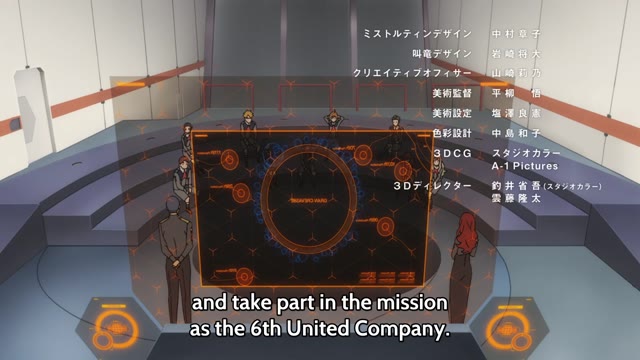 ミストルティンデザイン 中村章子
叫竜デザイン 岩崎将大
クリエイティブオフィサー 山崎莉乃
美術監督 平柳 悟
美術設定 塩澤良憲
色彩設計 中島和子
3DCG スタジオカラー
A-1 Pictures
3Dディレクター 釣井省吾(スタジオカラー)
雲藤隆太
and take part in the mission
as the 6th United Company.